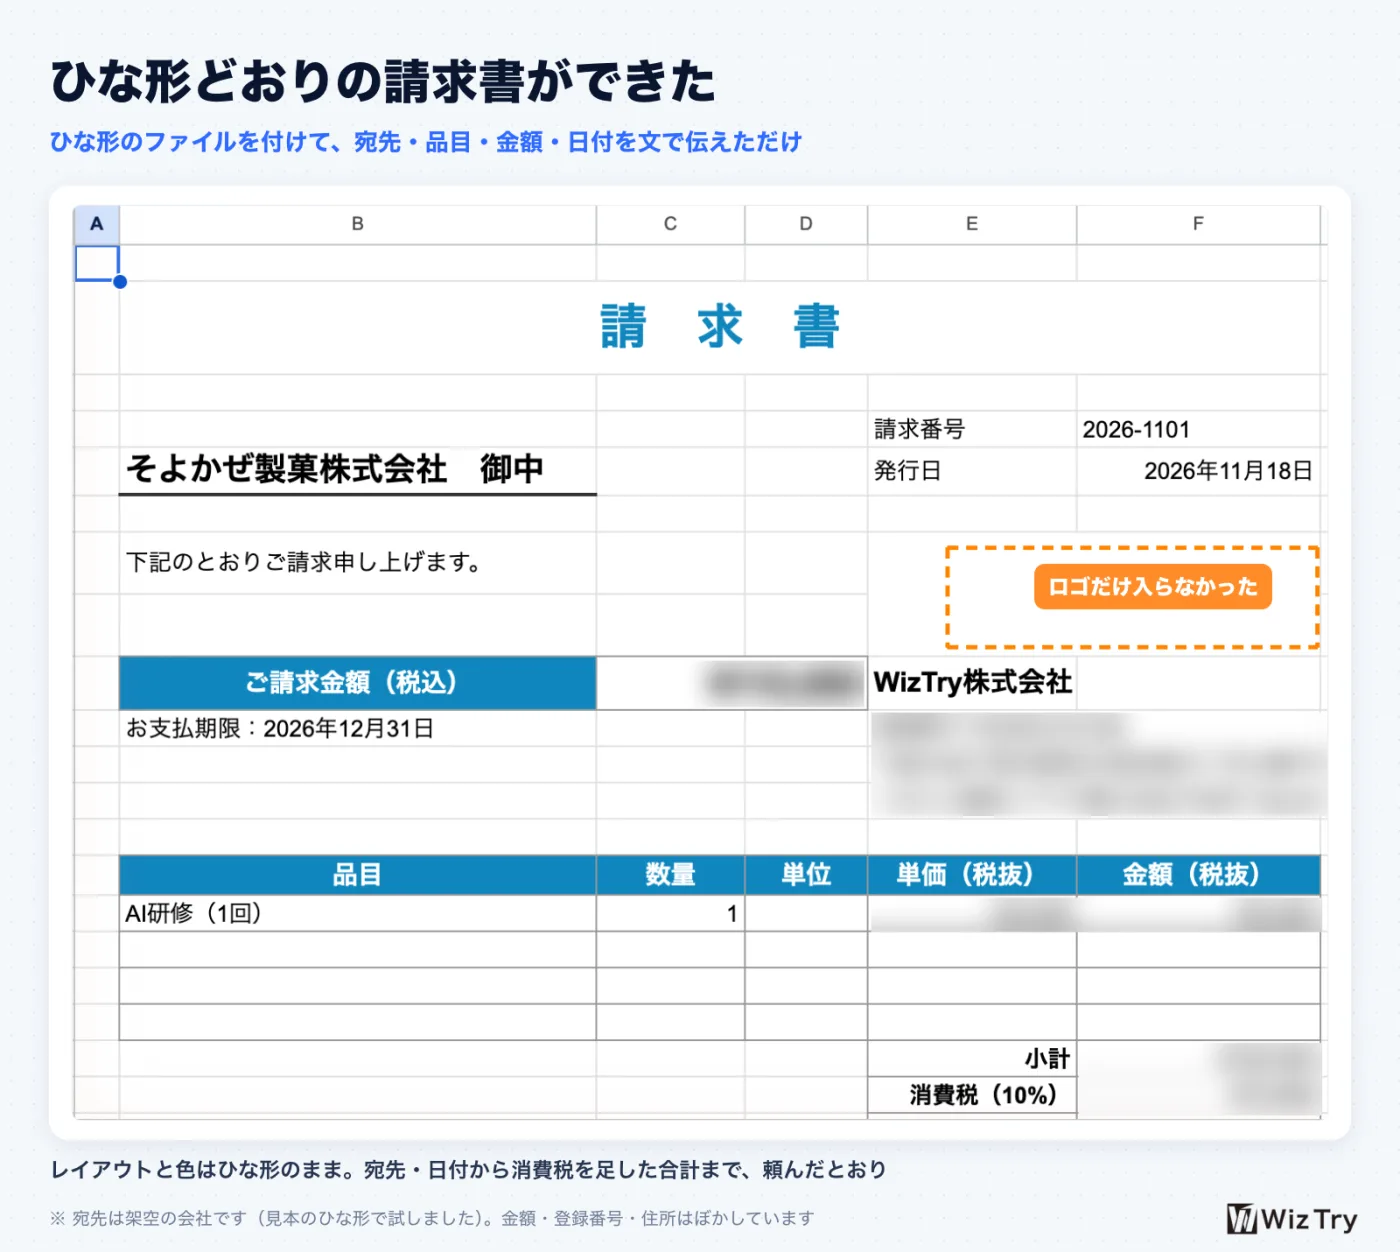 ひな形どおりの請求書ができた
ひな形のファイルを付けて、宛先・品目・金額・日付を文で伝えただけ
A B C D E F
請 求 書
請求番号 2026-1101
そよかぜ製菓株式会社 御中
発行日 2026年11月18日
下記のとおりご請求申し上げます。
ロゴだけ入らなかった
ご請求金額（税込）
WizTry株式会社
お支払期限：2026年12月31日
品目 数量 単位 単価（税抜） 金額（税抜）
AI研修（1回） 1
小計
消費税（10%）
レイアウトと色はひな形のまま。宛先・日付から消費税を足した合計まで、頼んだとおり
※ 宛先は架空の会社です（見本のひな形で試しました）。金額・登録番号・住所はぼかしています
Wiz Try